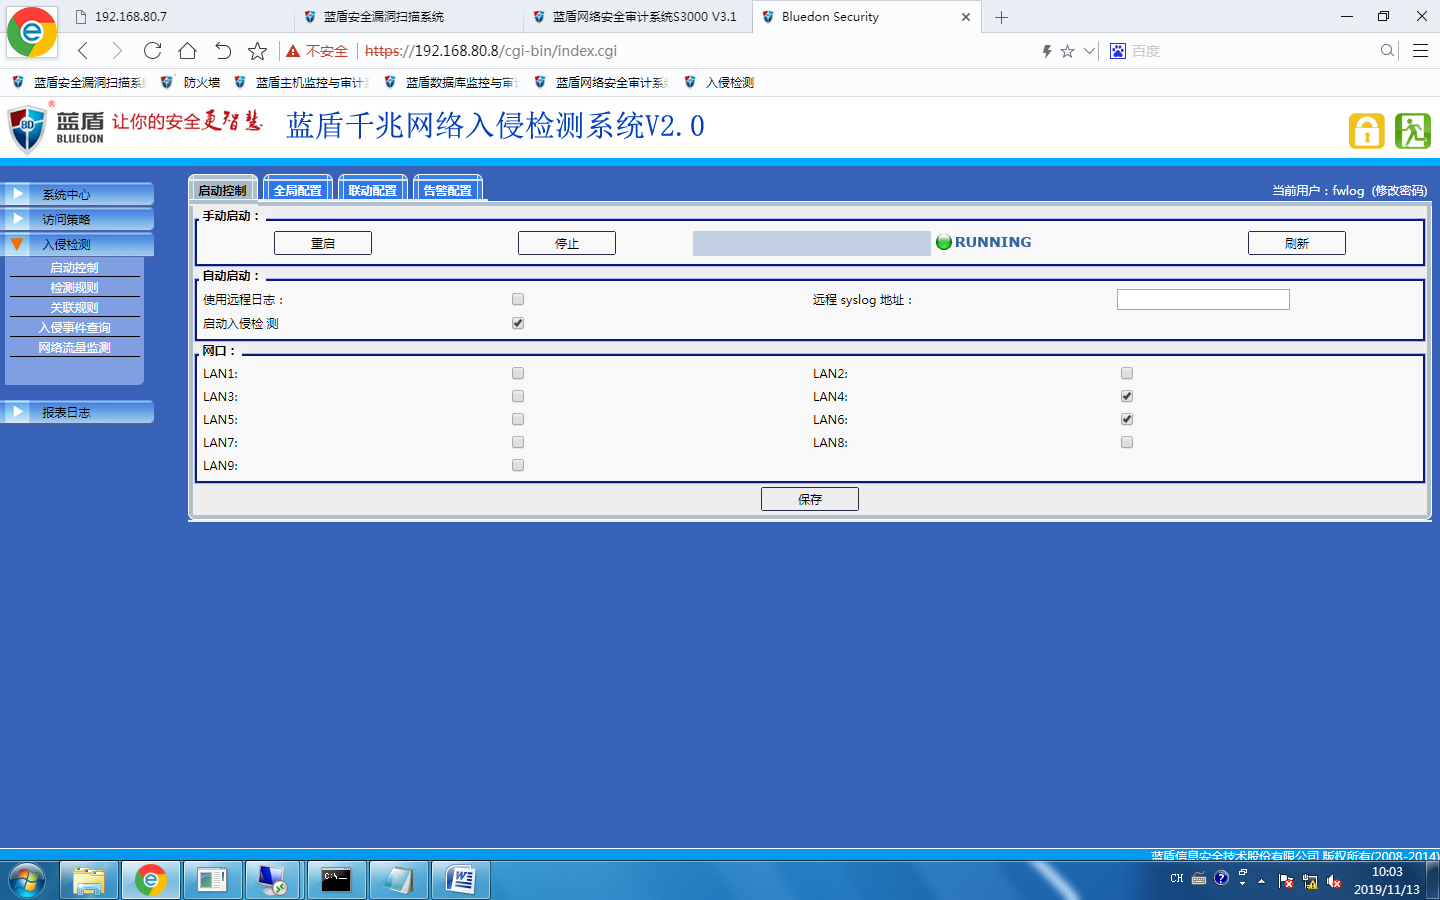 192.168.80.7
蓝盾安全漏洞扫描系统
蓝盾网络安全审计系统S3000 V3.1
Bluedon Security
不安全
https://192.168.80.8/cgi-bin/index.cgi
百度
蓝盾安全漏洞扫描系统
防火墙
蓝盾主机监控与审计
蓝盾数据库监控与审
蓝盾网络安全审计系
入侵检测
BD
蓝盾
BLUEDON
让你的安全更智慧
蓝盾千兆网络入侵检测系统V2.0
系统中心
访问策略
入侵检测
启动控制
检测规则
关联规则
入侵事件查询
网络流量监测
报表日志
启动控制
全局配置
联动配置
告警配置
当前用户：fwlog (修改密码)
手动启动：
重启
停止
RUNNING
刷新
自动启动：
使用远程日志：
远程 syslog 地址：
启动入侵检 测
网口：
LAN1:
LAN2:
LAN3:
LAN4:
LAN5:
LAN6:
LAN7:
LAN8:
LAN9:
保存
蓝盾信息安全技术股份有限公司 版权所有(2008-2014)
C:\_
CH
10:03
2019/11/13